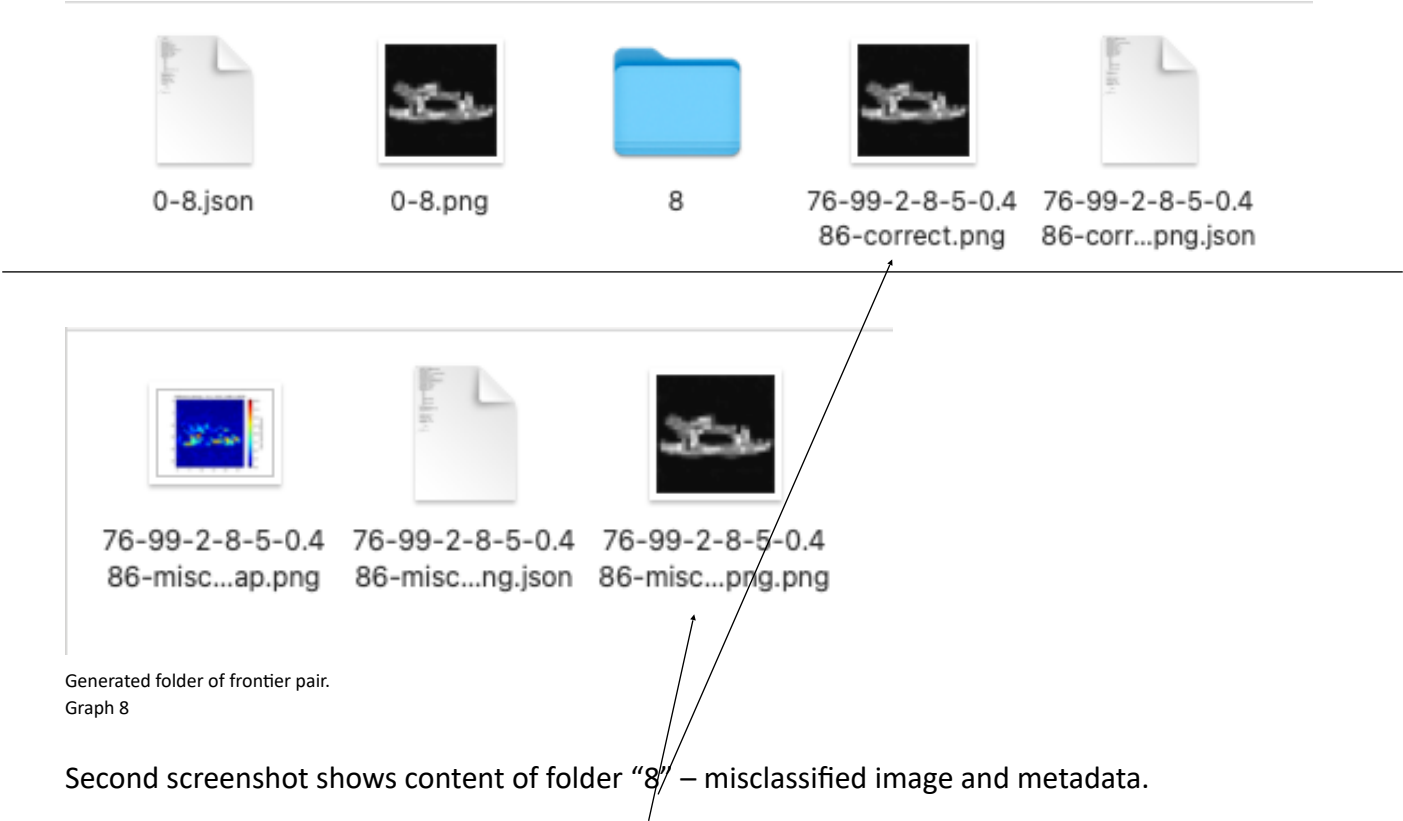 0-8.json
0-8.png
8
76-99-2-8-5-0.4
86-correct.png
76-99-2-8-5-0.4
86-corr...png.json
76-99-2-8-5-0.4
86-misc...ap.png
76-99-2-8-5-0.4
86-misc...ng.json
76-99-2-8-5-0.4
86-misc...png.png
Generated folder of frontier pair.
Graph 8
Second screenshot shows content of folder “8” – misclassified image and metadata.